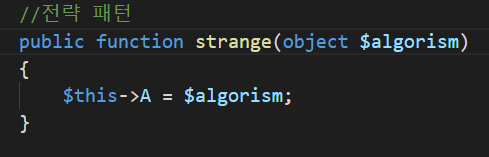 //전략 패턴
public function strange(object $algorism)
{
    $this->A = $algorism;
}